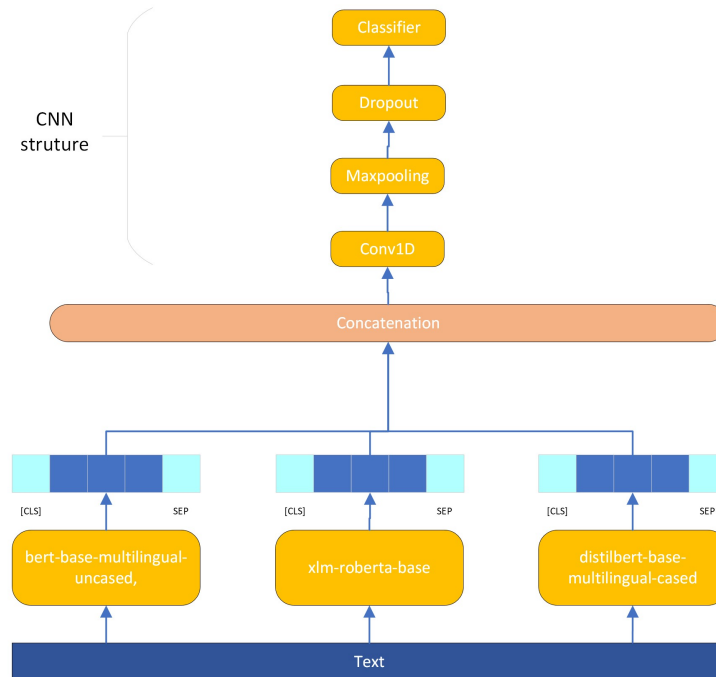 Classifier
Dropout
CNN
struture
Maxpooling
Conv1D
Concatenation
[CLS] SEP [CLS] SEP [CLS] SEP
bert-base-multilingual-
uncased,
xlm-roberta-base
distilbert-base-
multilingual-cased
Text